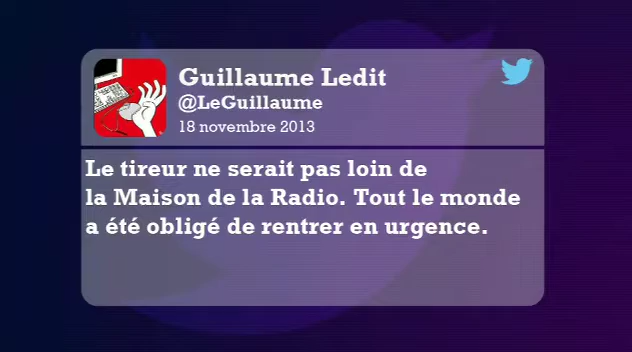 Guillaume Ledit
@LeGuillaume
18 novembre 2013
Le tireur ne serait pas loin de
la Maison de la Radio. Tout le monde
a été obligé de rentrer en urgence.